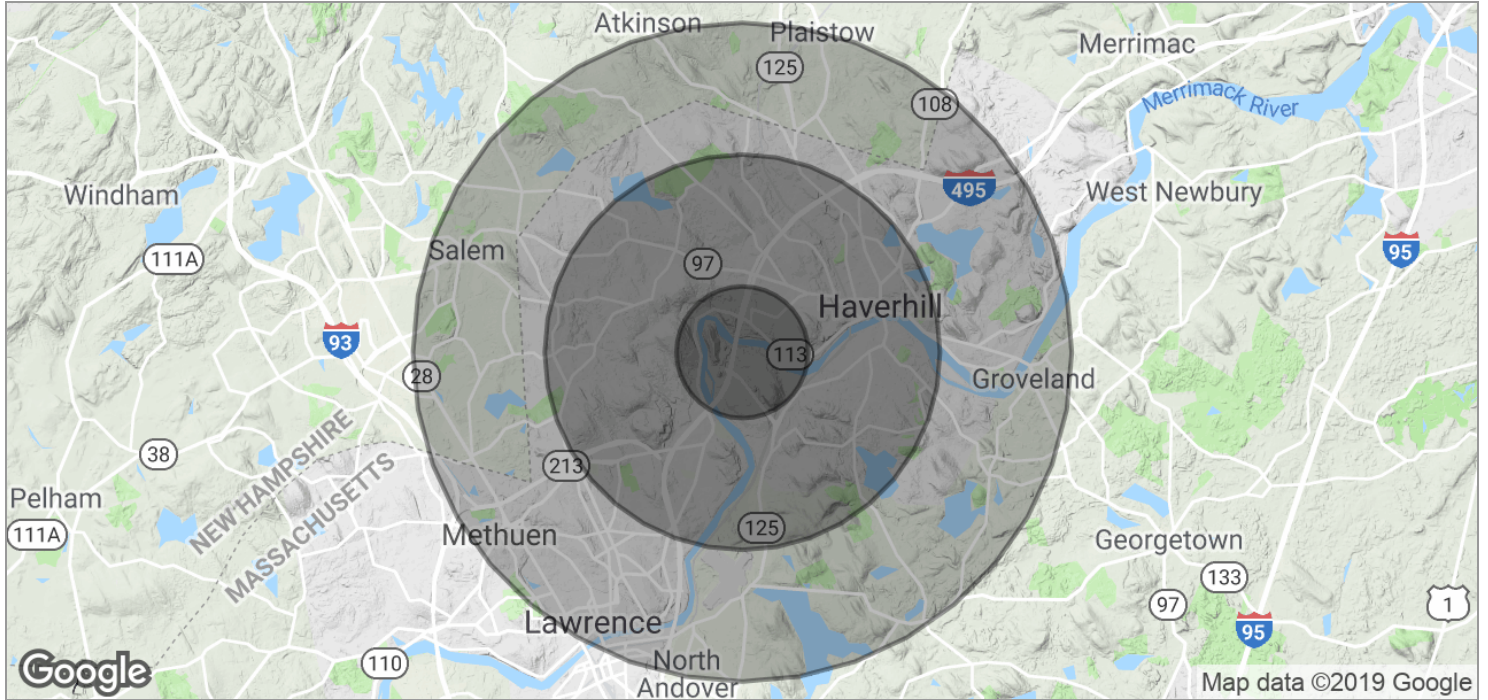 Atkinson
Plaistow
Merrimac
125
108
Merrimack River
Windham
495
West Newbury
Salem
111A
95
97
Haverhill
93
113
28
Groveland
NEW HAMPSHIRE
MASSACHUSETTS
38
213
Pelham
111A
Methuen
125
Georgetown
133
97
1
Lawrence
95
North
Andover
110
Google
Map data ©2019 Google